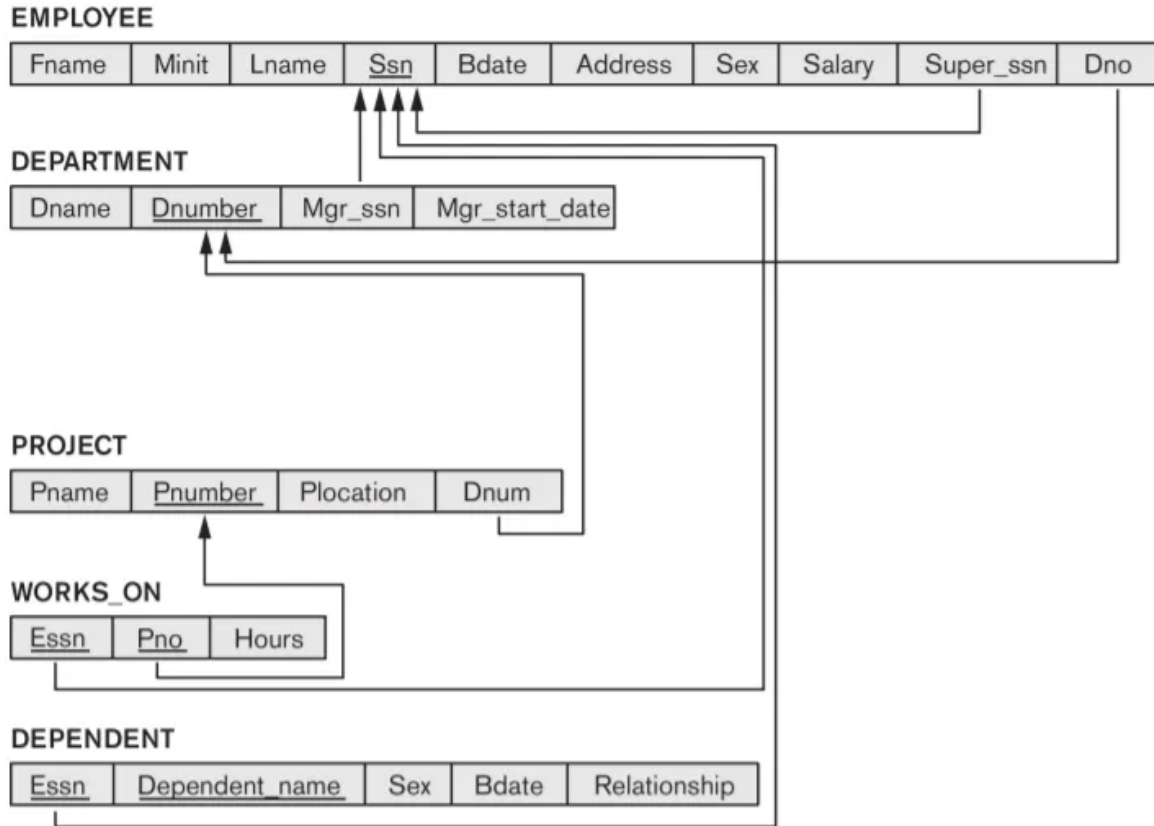 EMPLOYEE
Fname Minit Lname Ssn Bdate Address Sex Salary Super_ssn Dno
DEPARTMENT
Dname Dnumber Mgr_ssn Mgr_start_date
PROJECT
Pname Pnumber Plocation Dnum
WORKS_ON
Essn Pno Hours
DEPENDENT
Essn Dependent_name Sex Bdate Relationship